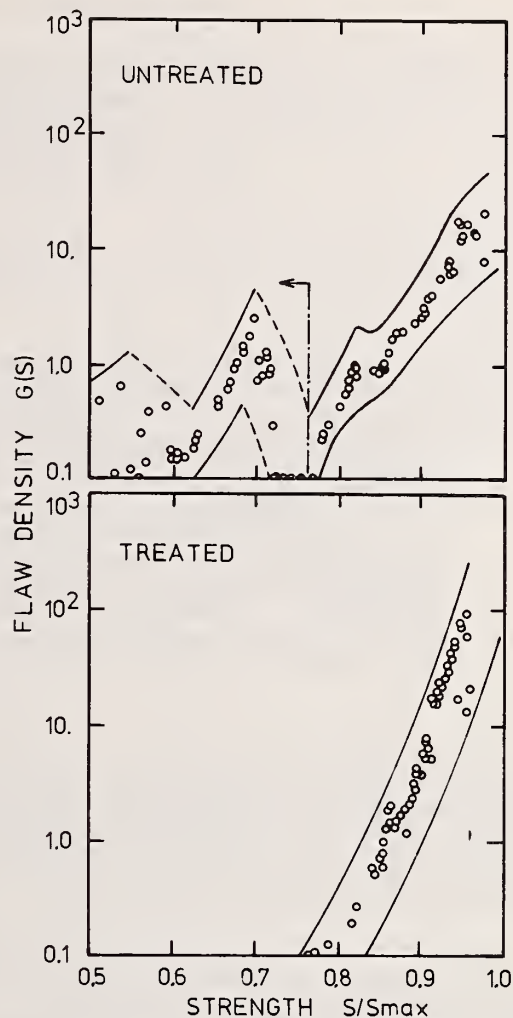 10³
UNTREATED
10²
10.
1.0
0.1
10³
TREATED
10²
10.
1.0
0.1
0.5 0.6 0.7 0.8 0.9 1.0
STRENGTH S/Smax
FLAW DENSITY G(S)